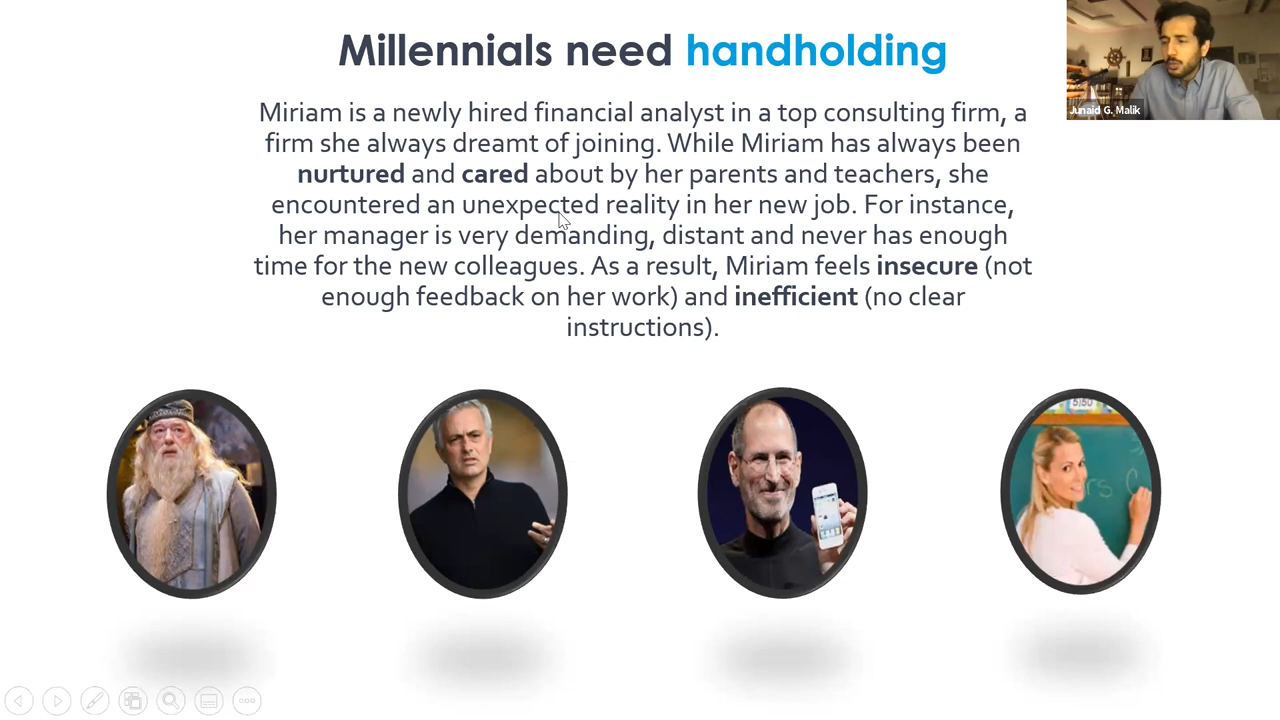 Millennials need handholding
Miriam is a newly hired financial analyst in a top consulting firm, a
firm she always dreamt of joining. While Miriam has always been
nurtured and cared about by her parents and teachers, she
encountered an unexpected reality in her new job. For instance,
her manager is very demanding, distant and never has enough
time for the new colleagues. As a result, Miriam feels insecure (not
enough feedback on her work) and inefficient (no clear
instructions).
Junaid G. Malik
5|50